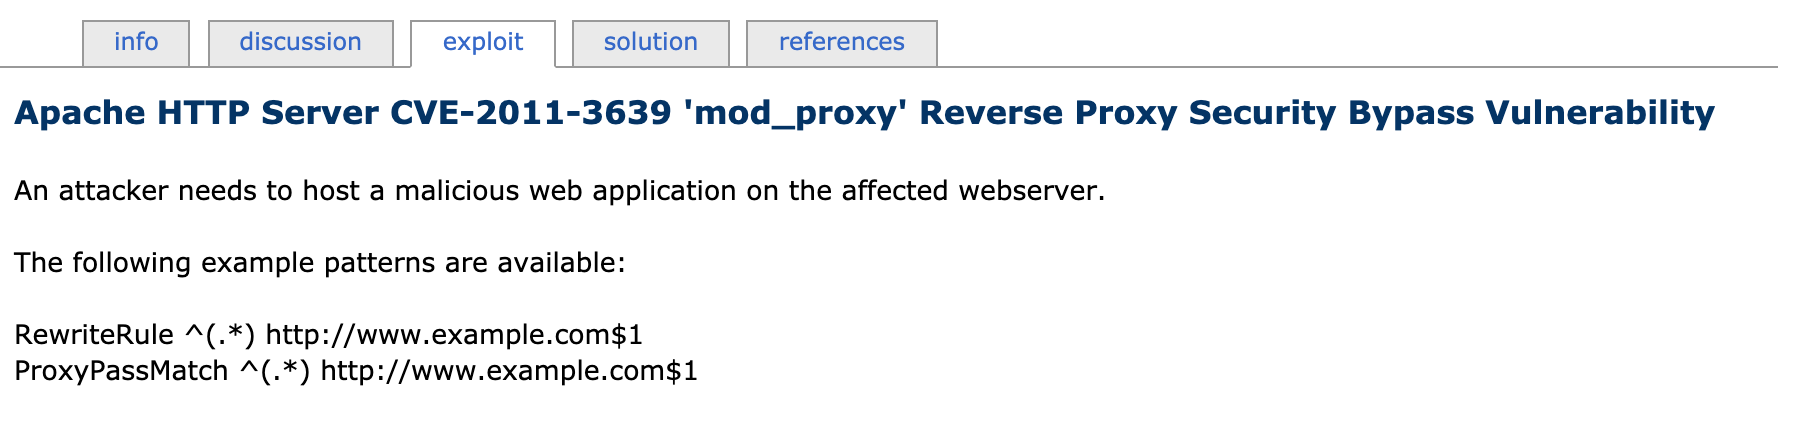 info discussion exploit solution references
Apache HTTP Server CVE-2011-3639 'mod_proxy' Reverse Proxy Security Bypass Vulnerability
An attacker needs to host a malicious web application on the affected webserver.
The following example patterns are available:
RewriteRule ^(.*) http://www.example.com$1
ProxyPassMatch ^(.*) http://www.example.com$1